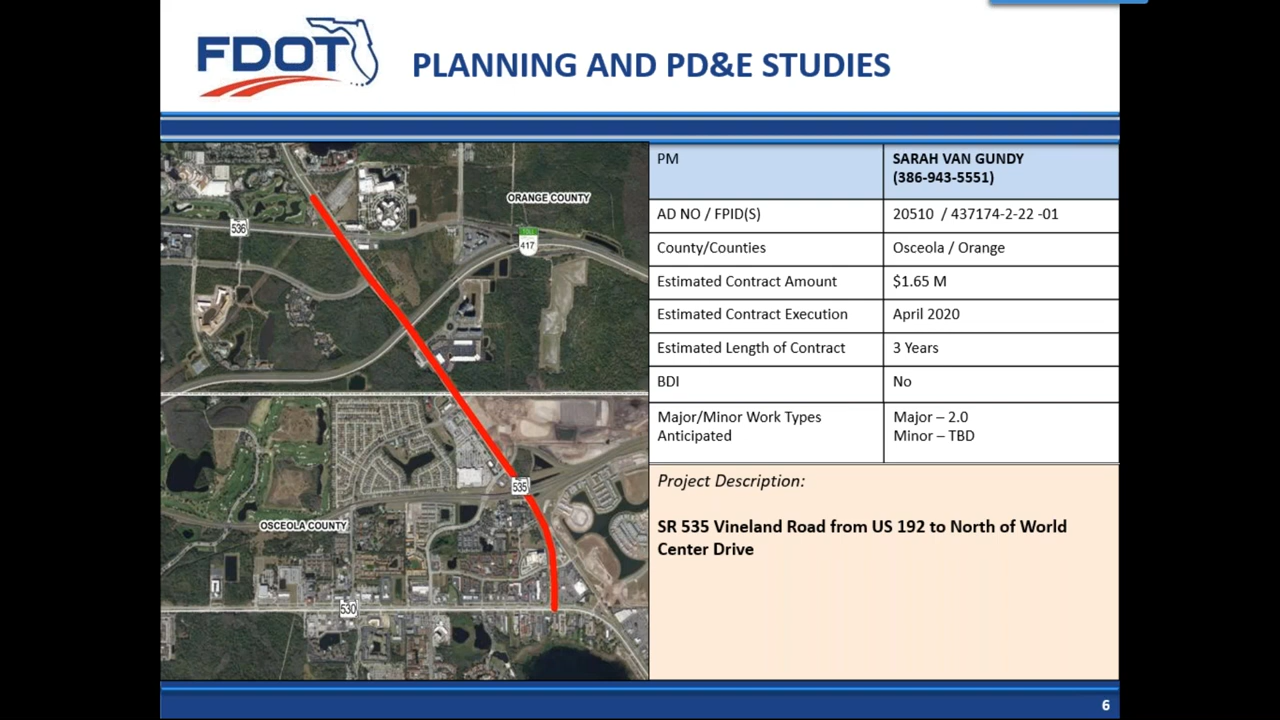 FDOT
PLANNING AND PD&E STUDIES
ORANGE COUNTY
536
417
535
OSCEOLA COUNTY
530
PM
SARAH VAN GUNDY
(386-943-5551)
AD NO / FPID(S)
20510 / 437174-2-22 -01
County/Counties
Osceola / Orange
Estimated Contract Amount
$1.65 M
Estimated Contract Execution
April 2020
Estimated Length of Contract
3 Years
BDI
No
Major/Minor Work Types
Anticipated
Major – 2.0
Minor – TBD
Project Description:
SR 535 Vineland Road from US 192 to North of World
Center Drive
6